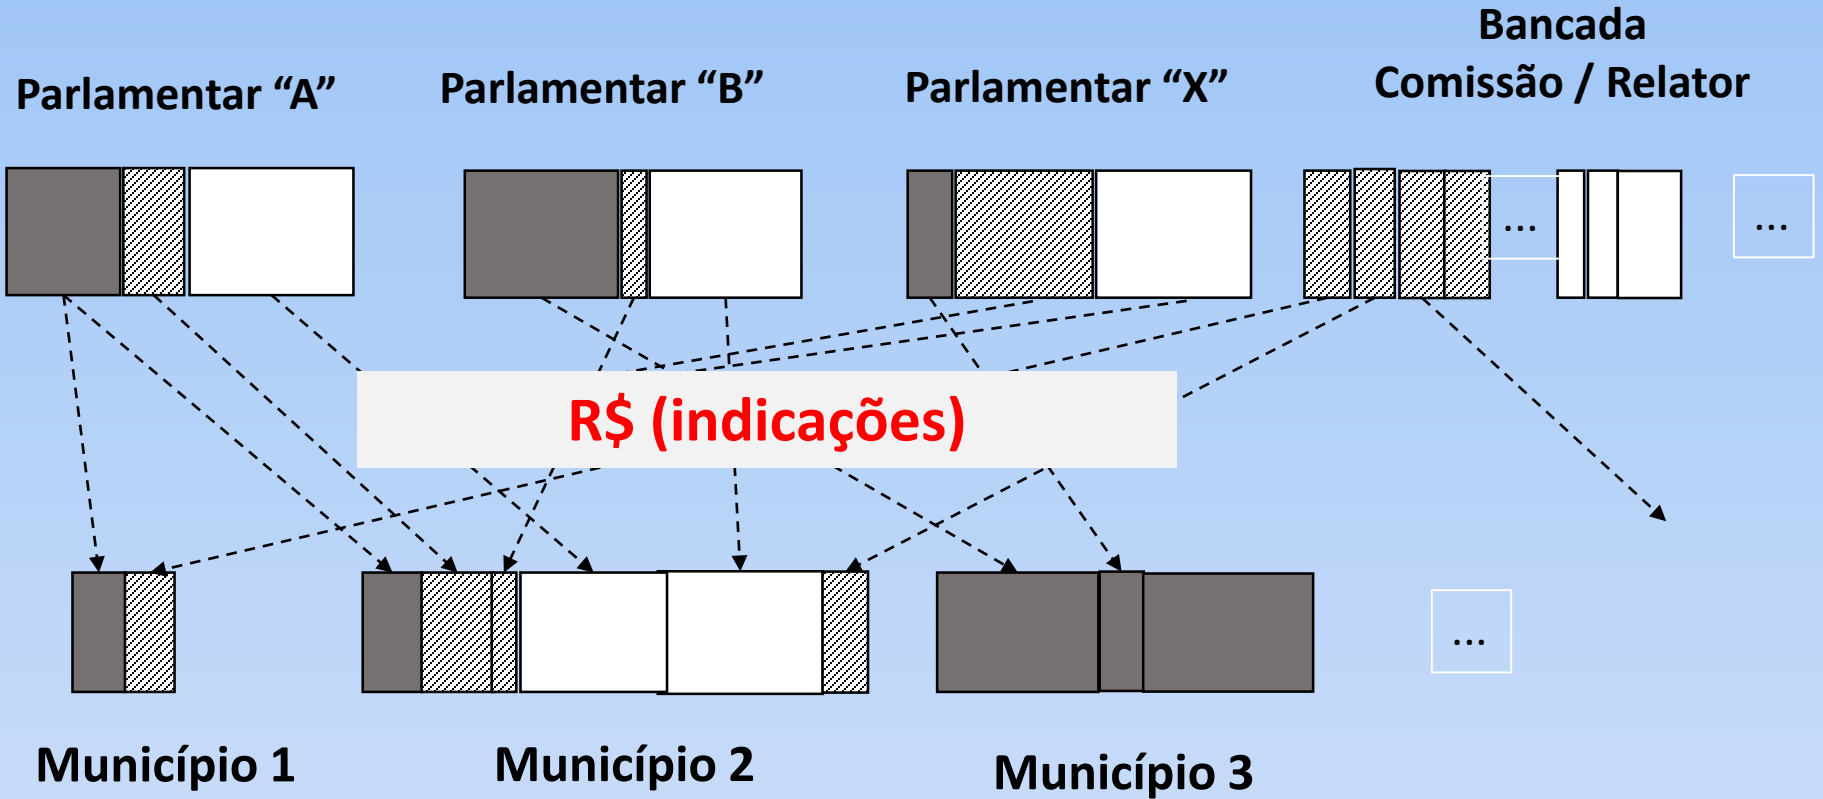 Parlamentar “A”
Parlamentar “B”
Parlamentar “X”
Bancada
Comissão / Relator
...
...
R$ (indicações)
...
Município 1
Município 2
Município 3